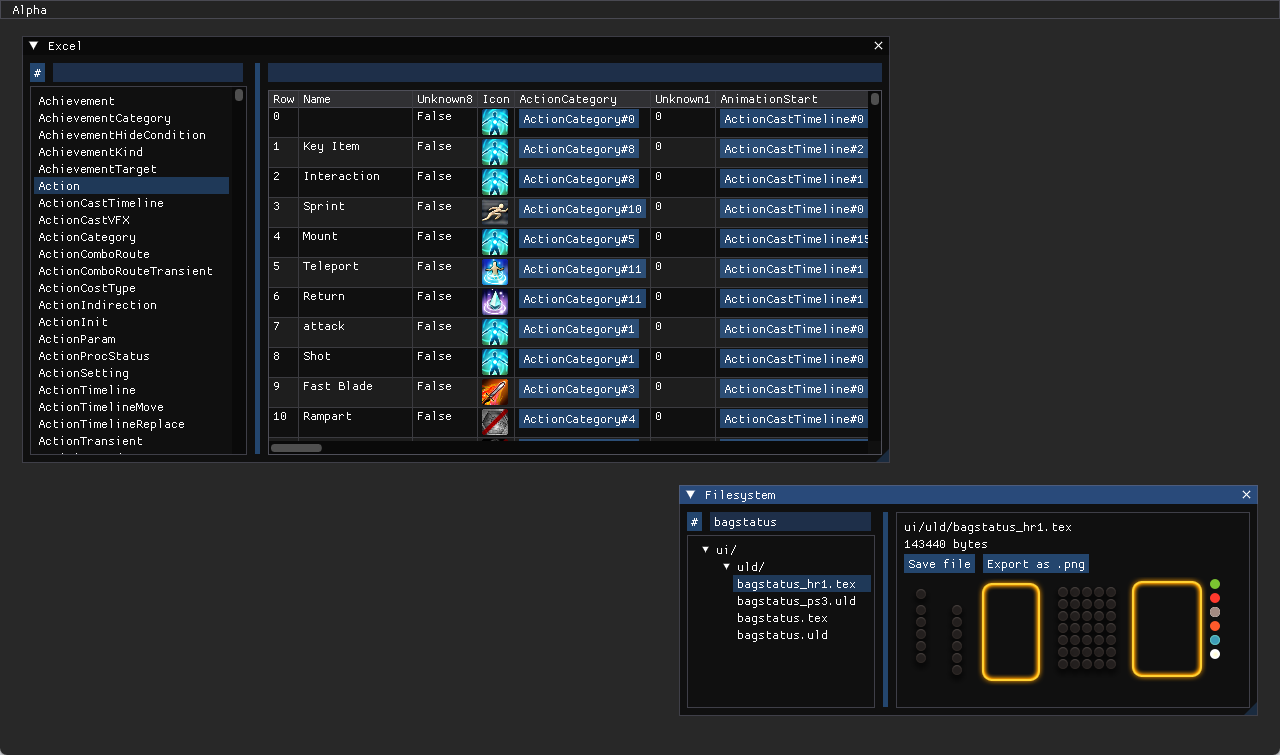 Alpha
Excel
#
Achievement
AchievementCategory
AchievementHideCondition
AchievementKind
AchievementTarget
Action
ActionCastTimeline
ActionCastVFX
ActionCategory
ActionComboRoute
ActionComboRouteTransient
ActionCostType
ActionIndirection
ActionInit
ActionParam
ActionProcStatus
ActionSetting
ActionTimeline
ActionTimelineMove
ActionTimelineReplace
ActionTransient
Row Name Unknown8 Icon ActionCategory Unknown1 AnimationStart
0 False ActionCategory#0 0 ActionCastTimeline#0
1 Key Item False ActionCategory#8 0 ActionCastTimeline#2
2 Interaction False ActionCategory#8 0 ActionCastTimeline#1
3 Sprint False ActionCategory#10 0 ActionCastTimeline#0
4 Mount False ActionCategory#5 0 ActionCastTimeline#15
5 Teleport False ActionCategory#11 0 ActionCastTimeline#1
6 Return False ActionCategory#11 0 ActionCastTimeline#1
7 attack False ActionCategory#1 0 ActionCastTimeline#0
8 Shot False ActionCategory#1 0 ActionCastTimeline#0
9 Fast Blade False ActionCategory#3 0 ActionCastTimeline#0
10 Rampart False ActionCategory#4 0 ActionCastTimeline#0
Filesystem
# bagstatus
ui/
uld/
bagstatus_hr1.tex
bagstatus_ps3.uld
bagstatus.tex
bagstatus.uld
ui/uld/bagstatus_hr1.tex
143440 bytes
Save file Export as .png